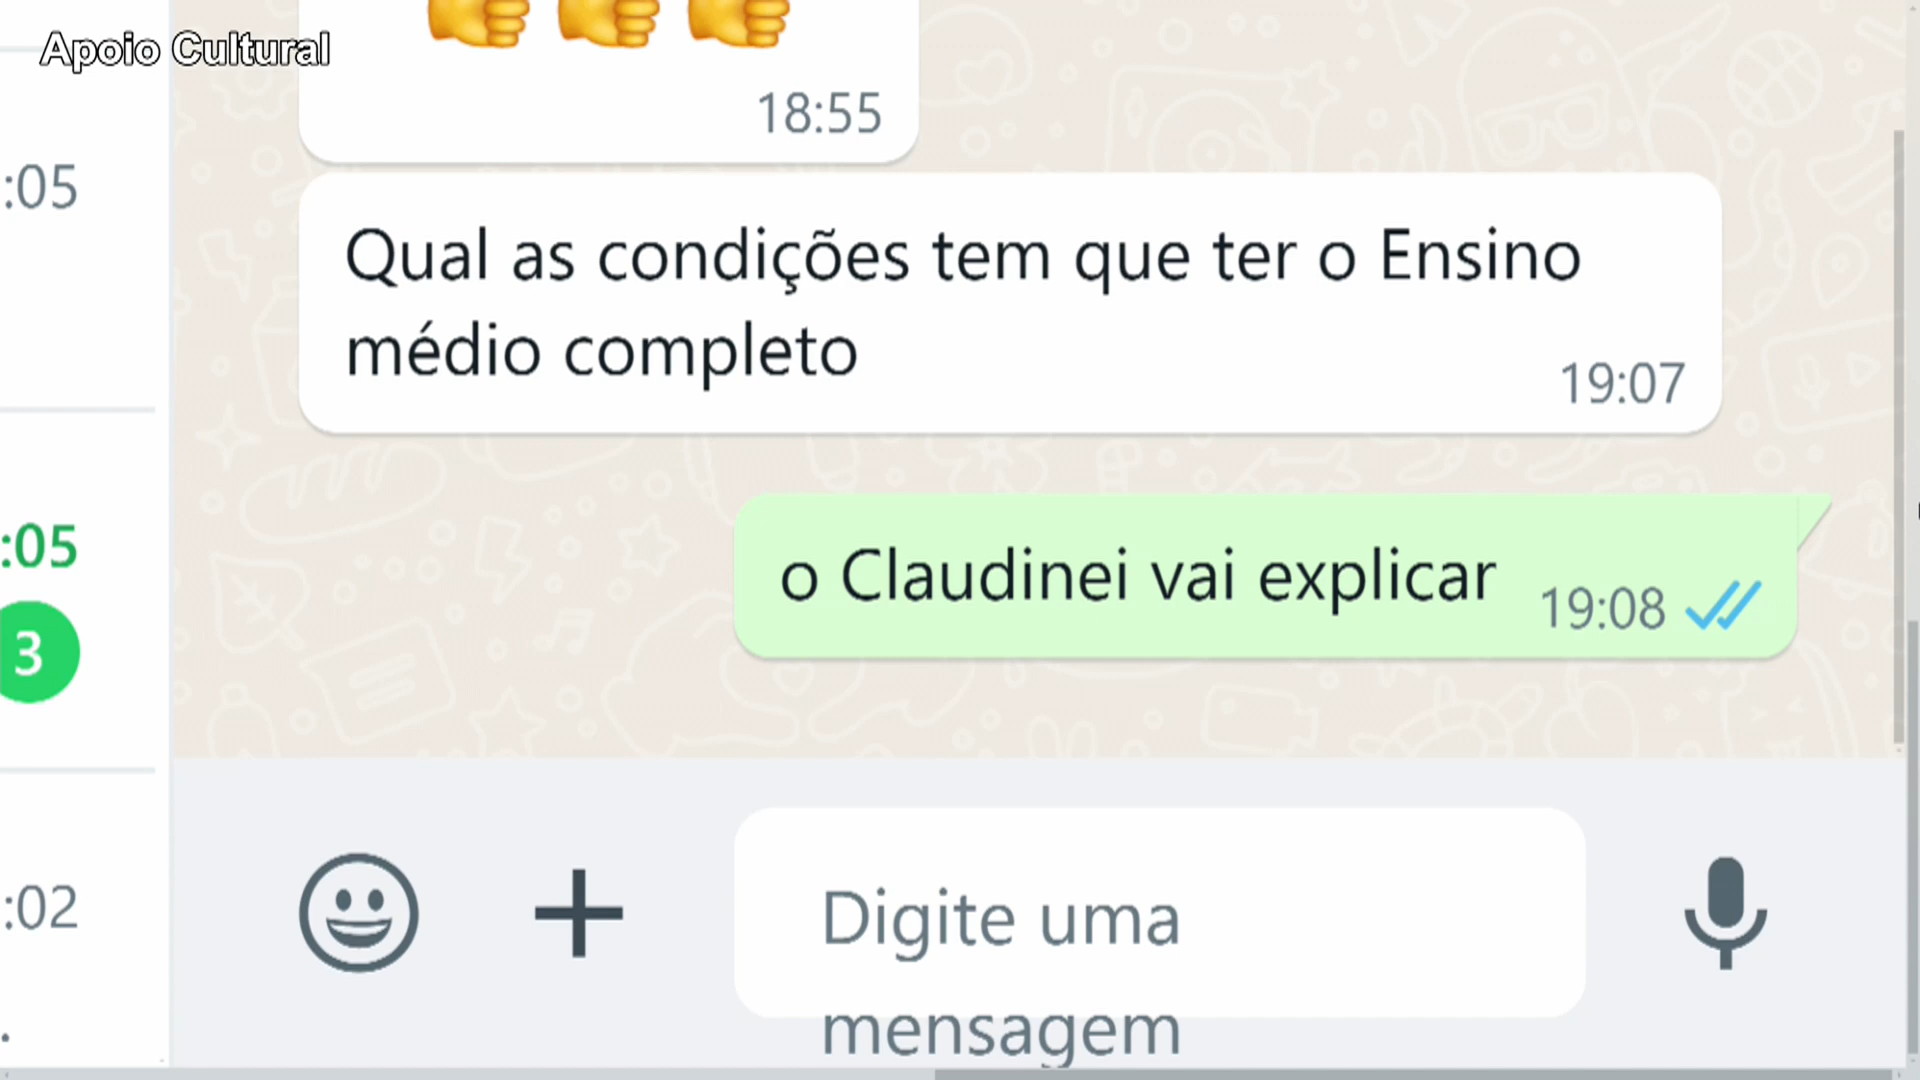 Apoio Cultural
18:55
:05
Qual as condições tem que ter o Ensino
médio completo
19:07
:05
3
o Claudinei vai explicar
19:08
:02
Digite uma
mensagem
.